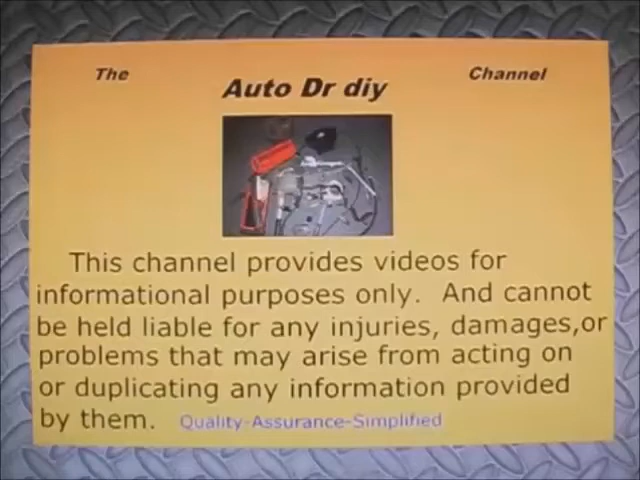 The Auto Dr diy Channel
This channel provides videos for
informational purposes only. And cannot
be held liable for any injuries, damages,or
problems that may arise from acting on
or duplicating any information provided
by them. Quality-Assurance-Simplified